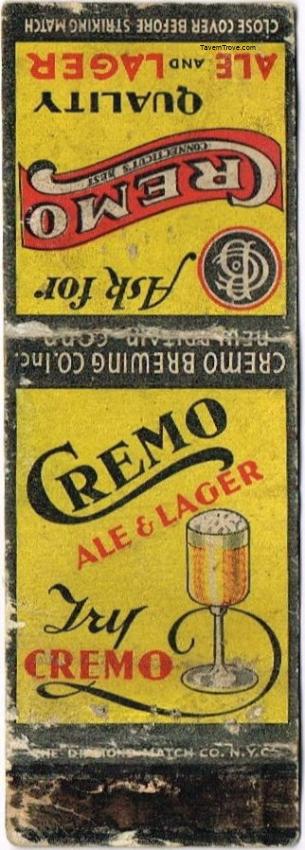 TavernTrove.com
CREMO BREWING CO. Inc.
NEW BRITAIN, CONN.
Ask for
CREMO
CONNECTICUT'S BEST
QUALITY
ALE AND LAGER
CLOSE COVER BEFORE STRIKING MATCH
CREMO
ALE & LAGER
Try
CREMO
THE DIAMOND MATCH CO. N.Y.C.